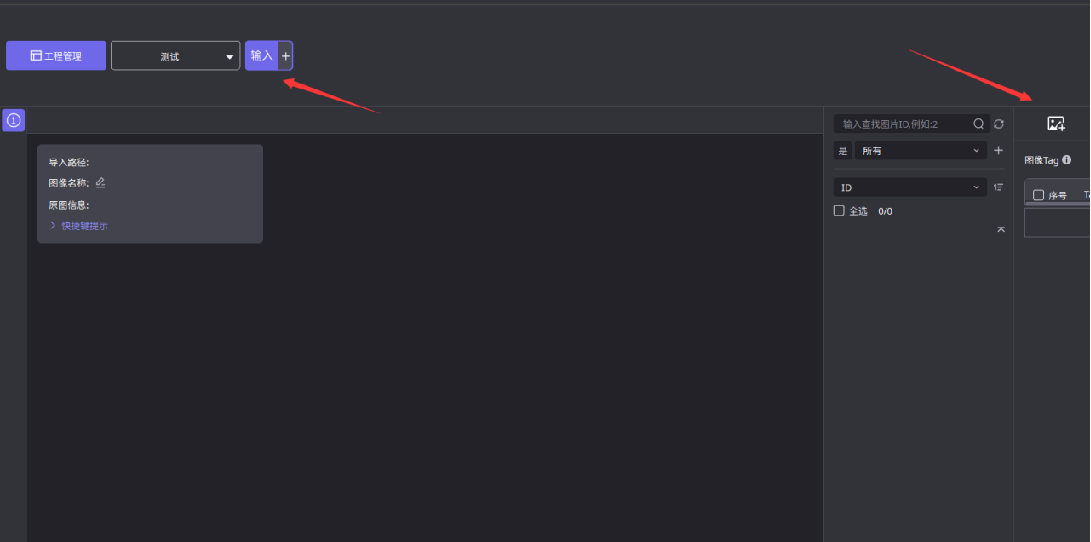 工程管理
测试
输入 +
输入查找图片ID,例如:2
是 所有
导入路径:
图像名称:
原图信息:
快捷键提示
ID
全选 0/0
图像Tag
序号